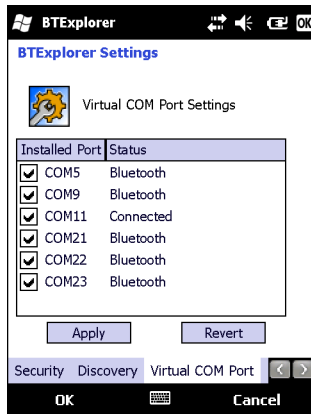 BTExplorer OK
BTExplorer Settings
Virtual COM Port Settings
Installed Port Status
COM5 Bluetooth
COM9 Bluetooth
COM11 Connected
COM21 Bluetooth
COM22 Bluetooth
COM23 Bluetooth
Apply Revert
Security Discovery Virtual COM Port
OK Cancel